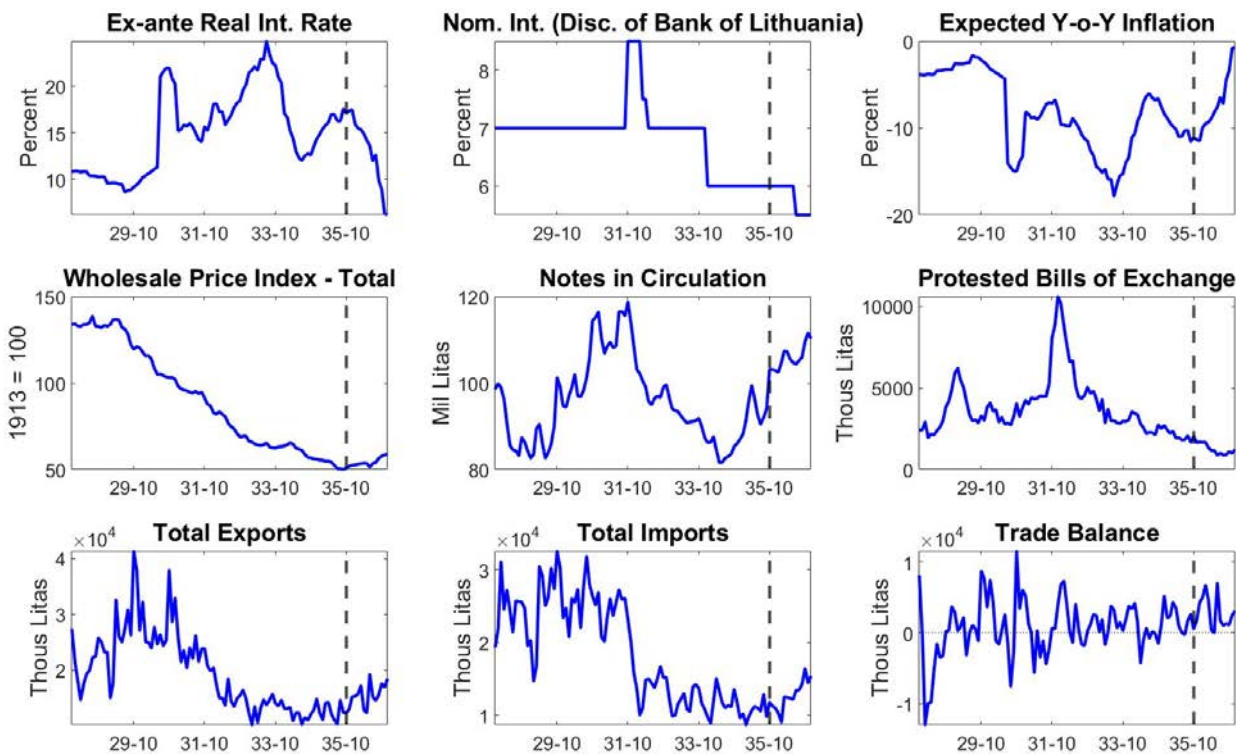 Ex-ante Real Int. Rate
Percent
20
15
10
29-10 31-10 33-10 35-10
Nom. Int. (Disc. of Bank of Lithuania)
Percent
8
7
6
29-10 31-10 33-10 35-10
Expected Y-o-Y Inflation
Percent
0
-10
-20
29-10 31-10 33-10 35-10
Wholesale Price Index - Total
1913 = 100
150
100
50
29-10 31-10 33-10 35-10
Notes in Circulation
Mil Litas
120
100
80
29-10 31-10 33-10 35-10
Protested Bills of Exchange
Thous Litas
10000
5000
0
29-10 31-10 33-10 35-10
Total Exports
×10⁴
Thous Litas
4
3
2
29-10 31-10 33-10 35-10
Total Imports
×10⁴
Thous Litas
3
2
1
29-10 31-10 33-10 35-10
Trade Balance
×10⁴
Thous Litas
1
0
-1
29-10 31-10 33-10 35-10